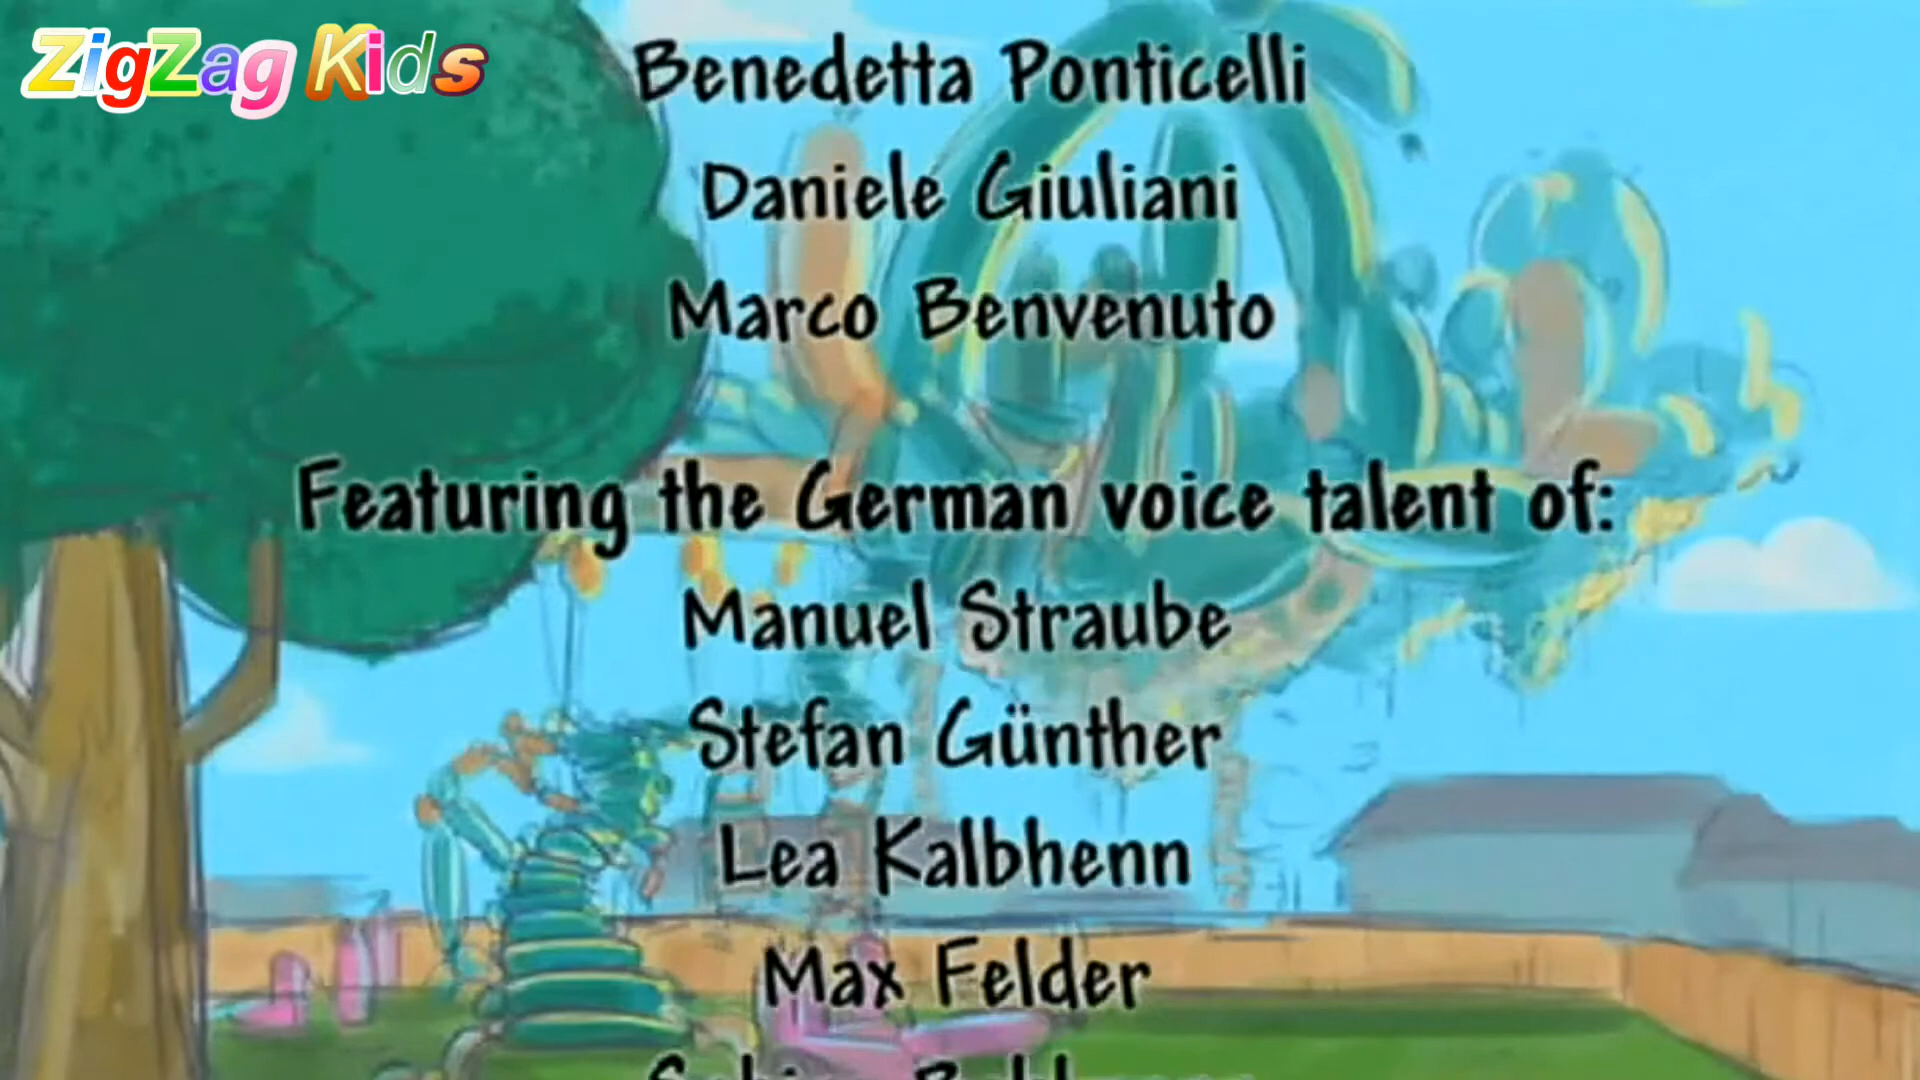 ZigZag Kids
Benedetta Ponticelli
Daniele Giuliani
Marco Benvenuto
Featuring the German voice talent of:
Manuel Straube
Stefan Günther
Lea Kalbhenn
Max Felder